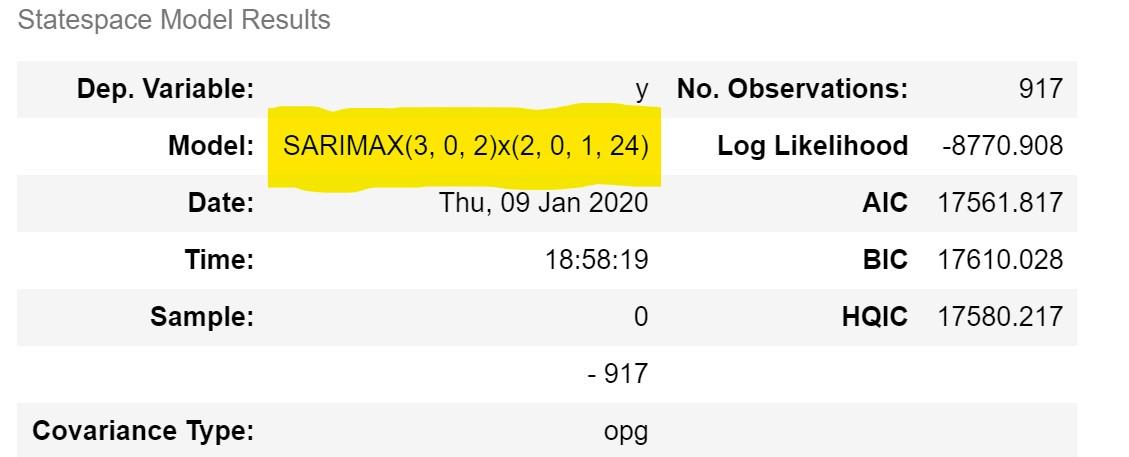 Statespace Model Results
Dep. Variable: y No. Observations: 917
Model: SARIMAX(3, 0, 2)x(2, 0, 1, 24) Log Likelihood -8770.908
Date: Thu, 09 Jan 2020 AIC 17561.817
Time: 18:58:19 BIC 17610.028
Sample: 0 HQIC 17580.217
- 917
Covariance Type: opg